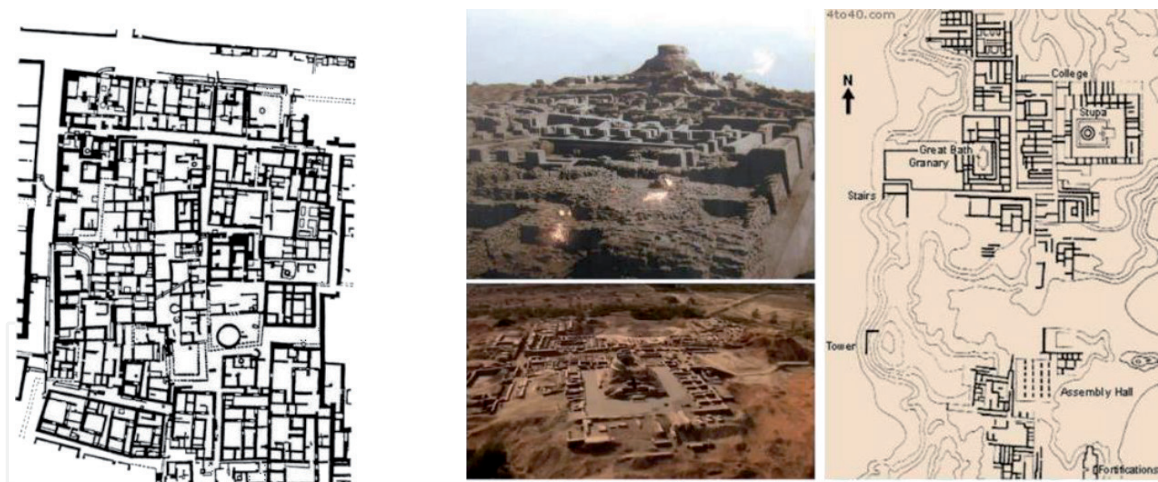 4to40.com
N
College
Stupa
Great Bath
Granary
Stairs
Tower
Assembly Hall
Fortifications